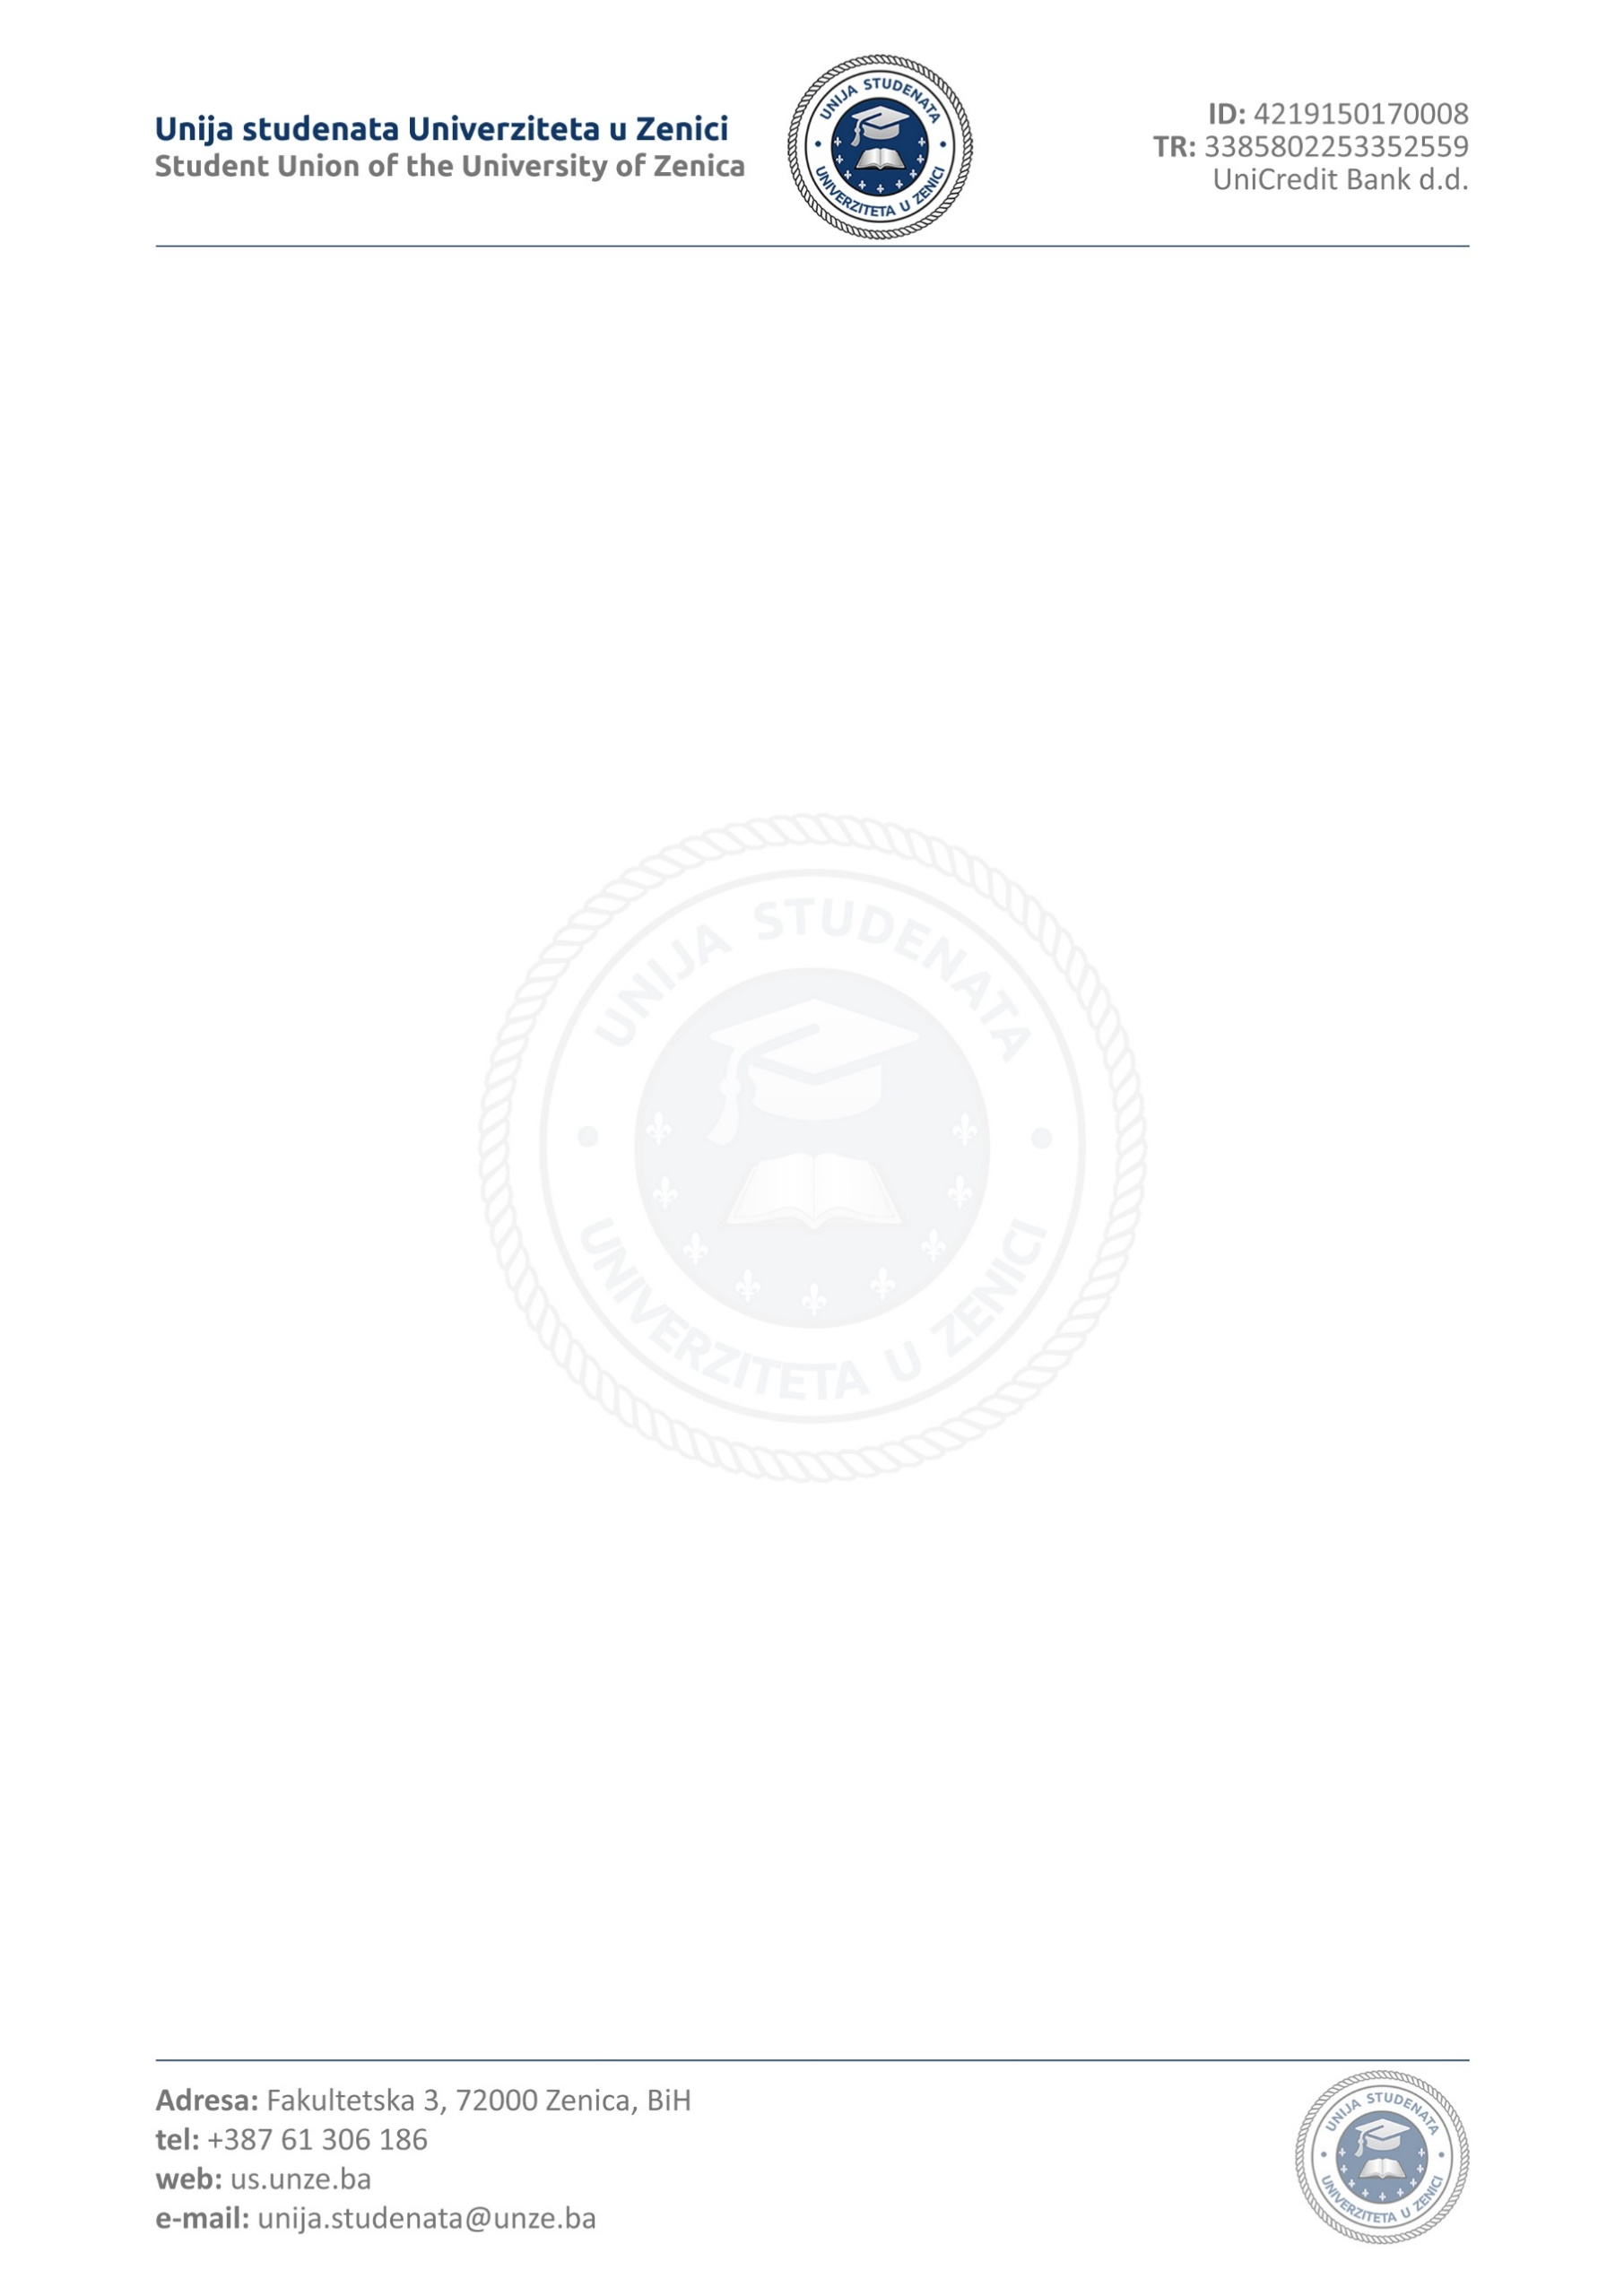 Unija studenata Univerziteta u Zenici
Student Union of the University of Zenica
UNIJA STUDENATA
UNIVERZITETA U ZENICI
ID: 4219150170008
TR: 3385802253352559
UniCredit Bank d.d.
UNIJA STUDENATA
UNIVERZITETA U ZENICI
Adresa: Fakultetska 3, 72000 Zenica, BiH
tel: +387 61 306 186
web: us.unze.ba
e-mail: unija.studenata@unze.ba
UNIJA STUDENATA
UNIVERZITETA U ZENICI